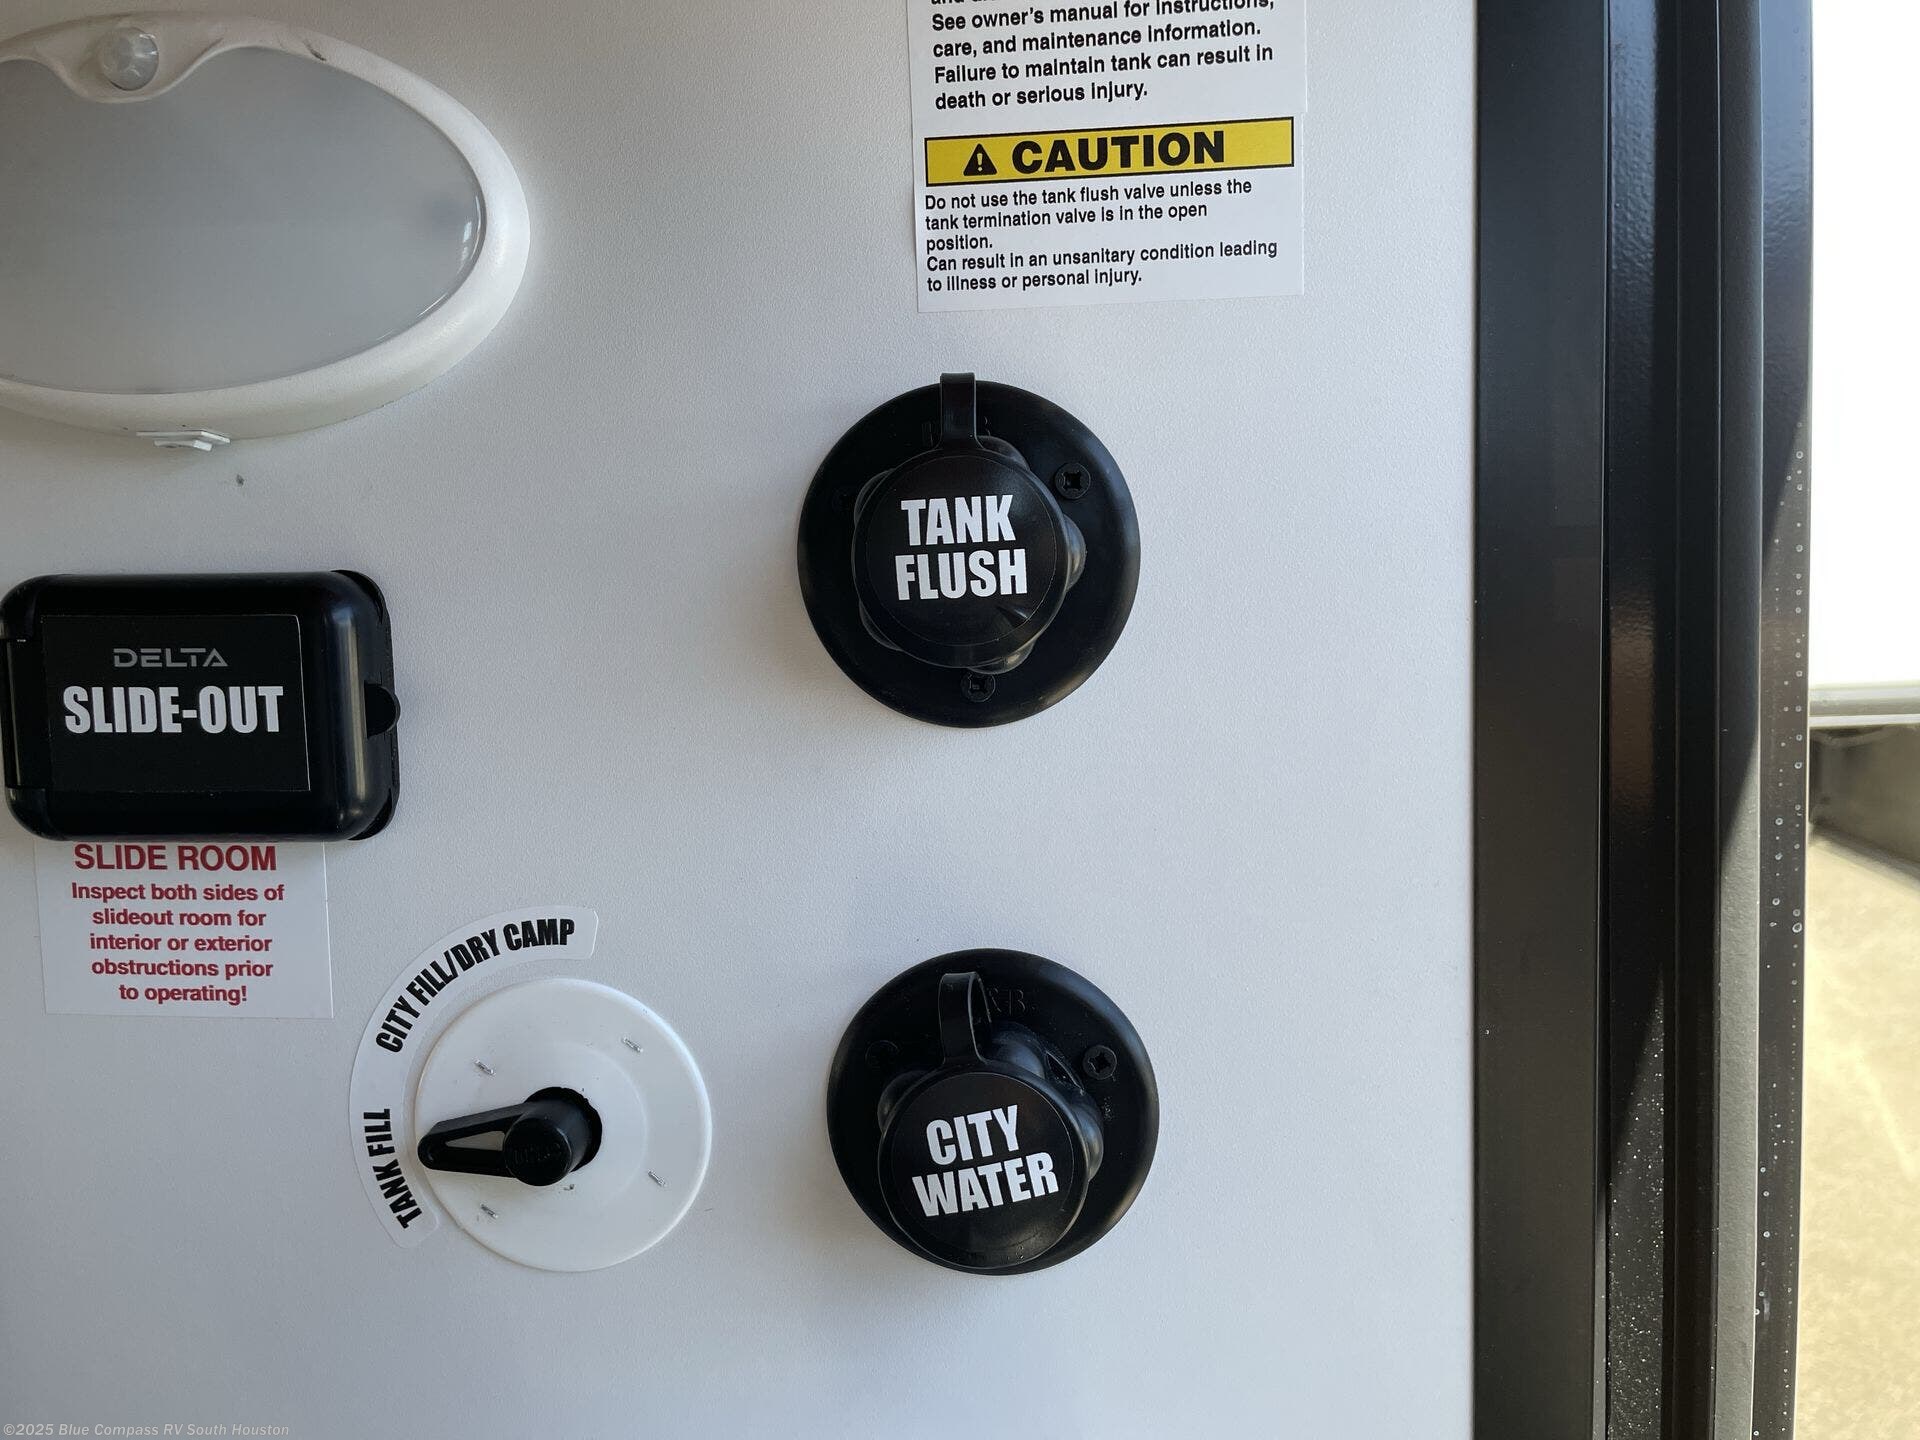 See owner's manual for instructions,
care, and maintenance information.
Failure to maintain tank can result in
death or serious injury.
CAUTION
Do not use the tank flush valve unless the
tank termination valve is in the open
position.
Can result in an unsanitary condition leading
to illness or personal injury.
TANK
FLUSH
DELTA
SLIDE-OUT
SLIDE ROOM
Inspect both sides of
slideout room for
interior or exterior
obstructions prior
to operating!
CITY FILL/DRY CAMP
TANK FILL
CITY
WATER
©2025 Blue Compass RV South Houston